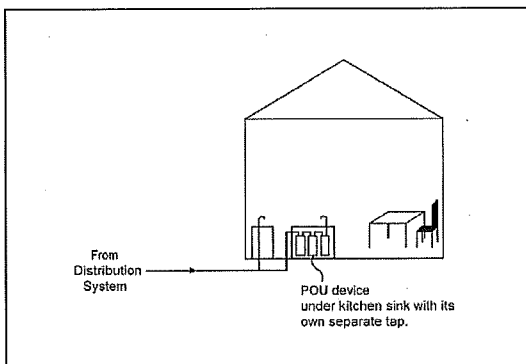 From
Distribution
System
POU device
under kitchen sink with its
own separate tap.